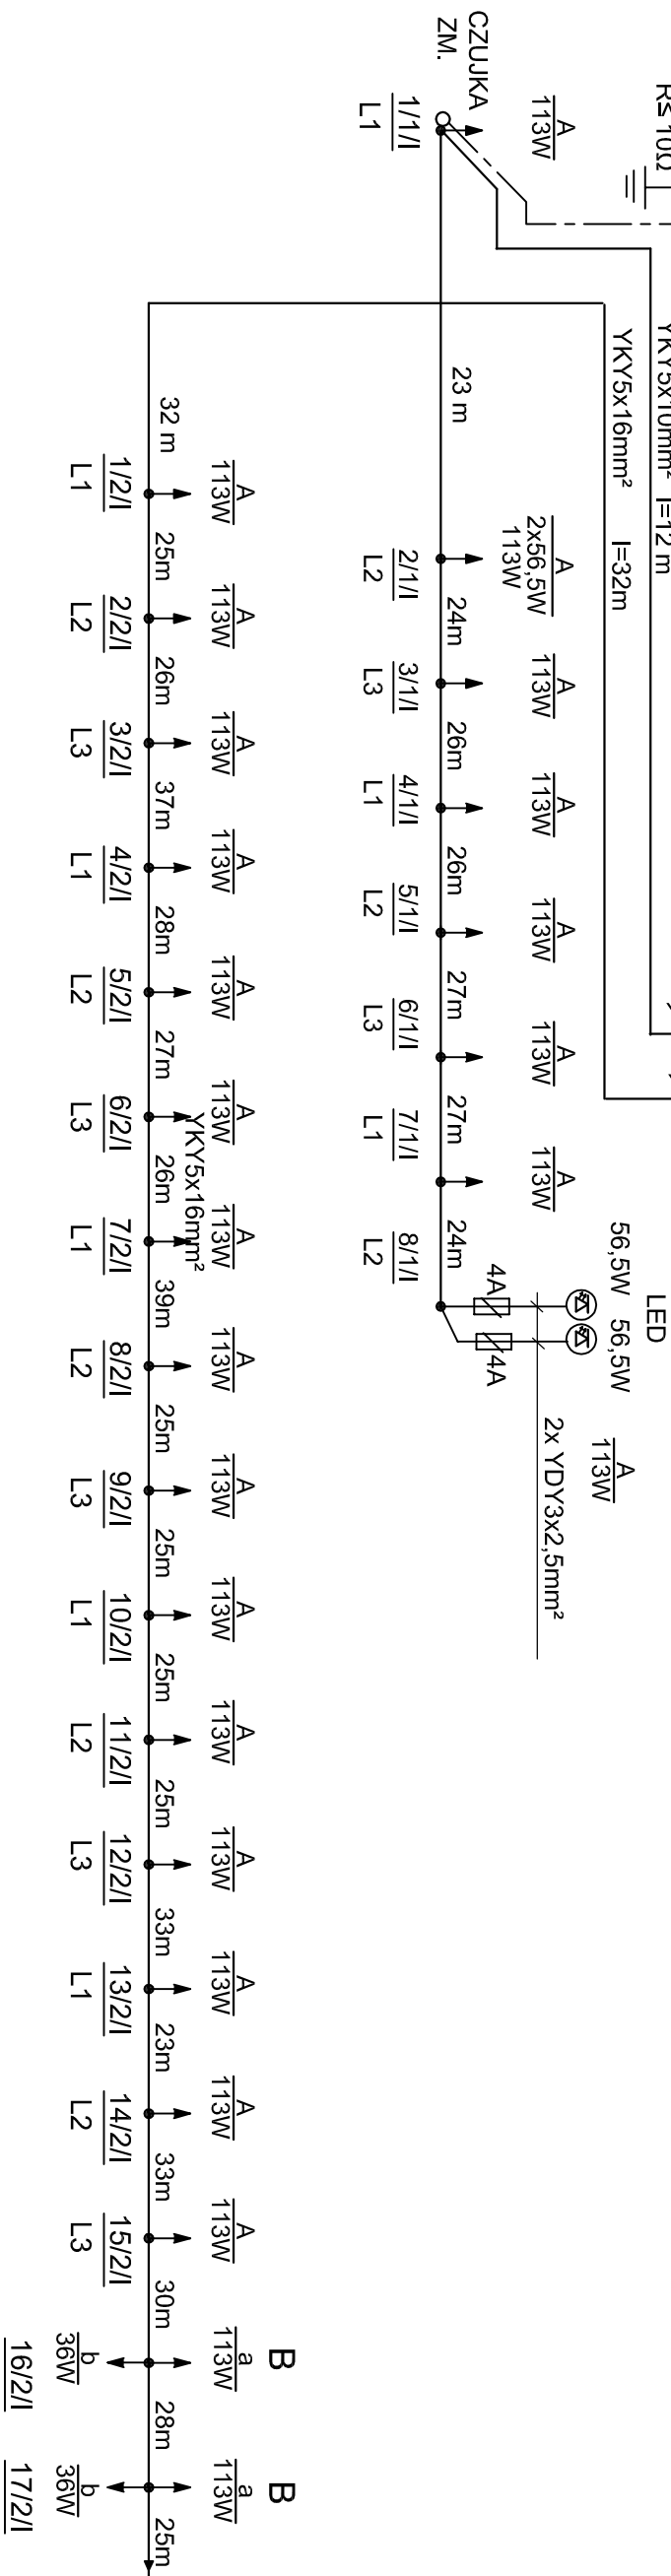 R≤ 10Ω
YKY5x10mm² l=12 m
YKY5x16mm² l=32m
CZUJKA
ZM.
A
113W
1/1/I
L1
23 m
A
2x56,5W
113W
2/1/I
L2
24m
A
113W
3/1/I
L3
26m
A
113W
4/1/I
L1
26m
A
113W
5/1/I
L2
27m
A
113W
6/1/I
L3
27m
A
113W
7/1/I
L1
24m
8/1/I
L2
4A
4A
56,5W 56,5W
LED
A
113W
2x YDY3x2,5mm²
32 m
A
113W
1/2/I
L1
25m
A
113W
2/2/I
L2
26m
A
113W
3/2/I
L3
37m
A
113W
4/2/I
L1
28m
A
113W
5/2/I
L2
27m
A
113W
6/2/I
L3
YKY5x16mm²
26m
A
113W
7/2/I
L1
39m
A
113W
8/2/I
L2
25m
A
113W
9/2/I
L3
25m
A
113W
10/2/I
L1
25m
A
113W
11/2/I
L2
25m
A
113W
12/2/I
L3
33m
A
113W
13/2/I
L1
23m
A
113W
14/2/I
L2
33m
A
113W
15/2/I
L3
30m
B
a
113W
b
36W
16/2/I
28m
B
a
113W
b
36W
17/2/I
25m